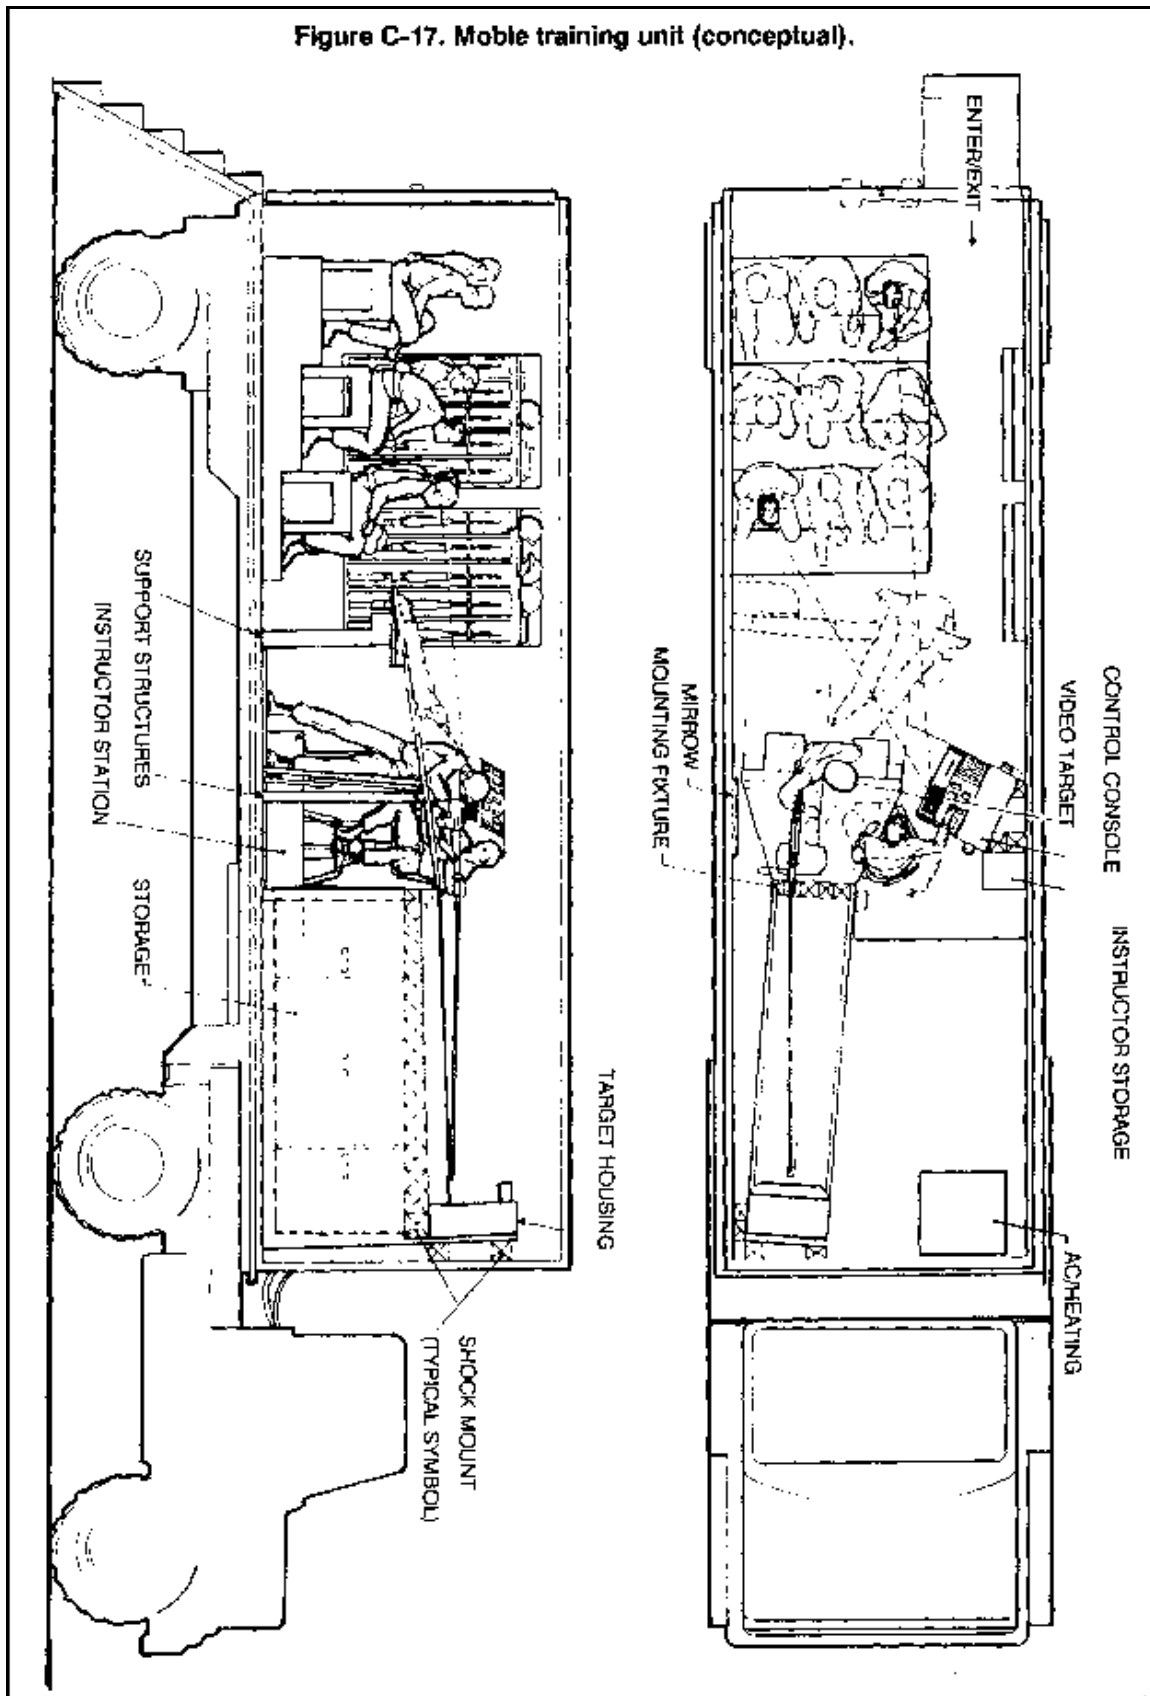 Figure C-17. Moble training unit (conceptual).
ENTER/EXIT
CONTROL CONSOLE
VIDEO TARGET
MIRROW
MOUNTING FIXTURE
INSTRUCTOR STORAGE
AC/HEATING
SUPPORT STRUCTURES
INSTRUCTOR STATION
STORAGE
TARGET HOUSING
SHOCK MOUNT
(TYPICAL SYMBOL)